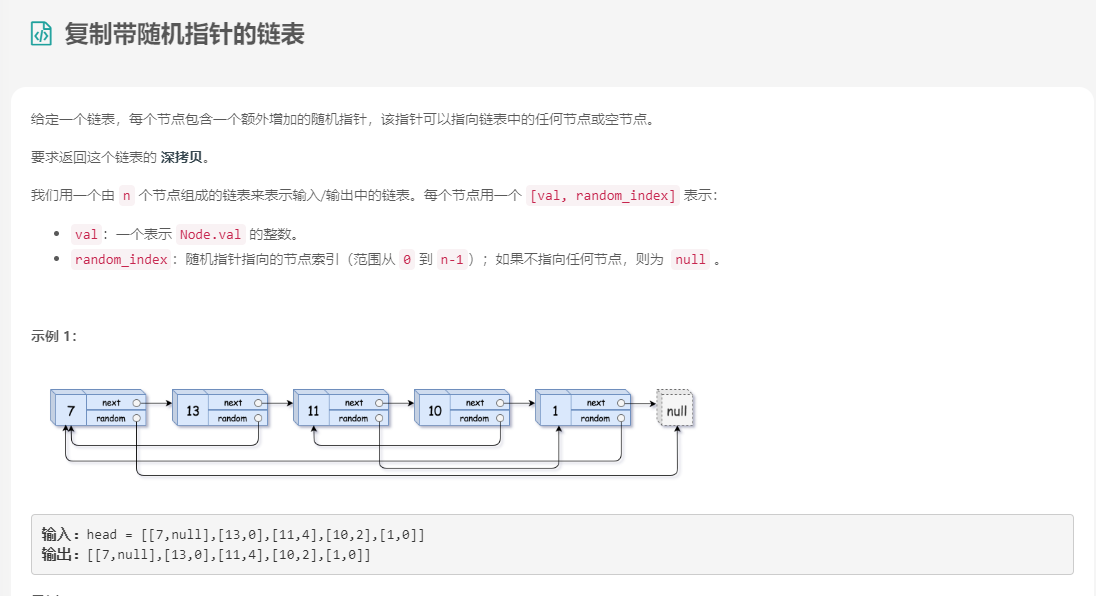 复制带随机指针的链表
给定一个链表，每个节点包含一个额外增加的随机指针，该指针可以指向链表中的任何节点或空节点。
要求返回这个链表的 深拷贝。
我们用一个由 n 个节点组成的链表来表示输入/输出中的链表。每个节点用一个 [val, random_index] 表示：
val：一个表示 Node.val 的整数。
random_index：随机指针指向的节点索引（范围从 0 到 n-1）；如果不指向任何节点，则为 null 。
示例 1：
7 next random 13 next random 11 next random 10 next random 1 next random null
输入：head = [[7,null],[13,0],[11,4],[10,2],[1,0]]
输出：[[7,null],[13,0],[11,4],[10,2],[1,0]]